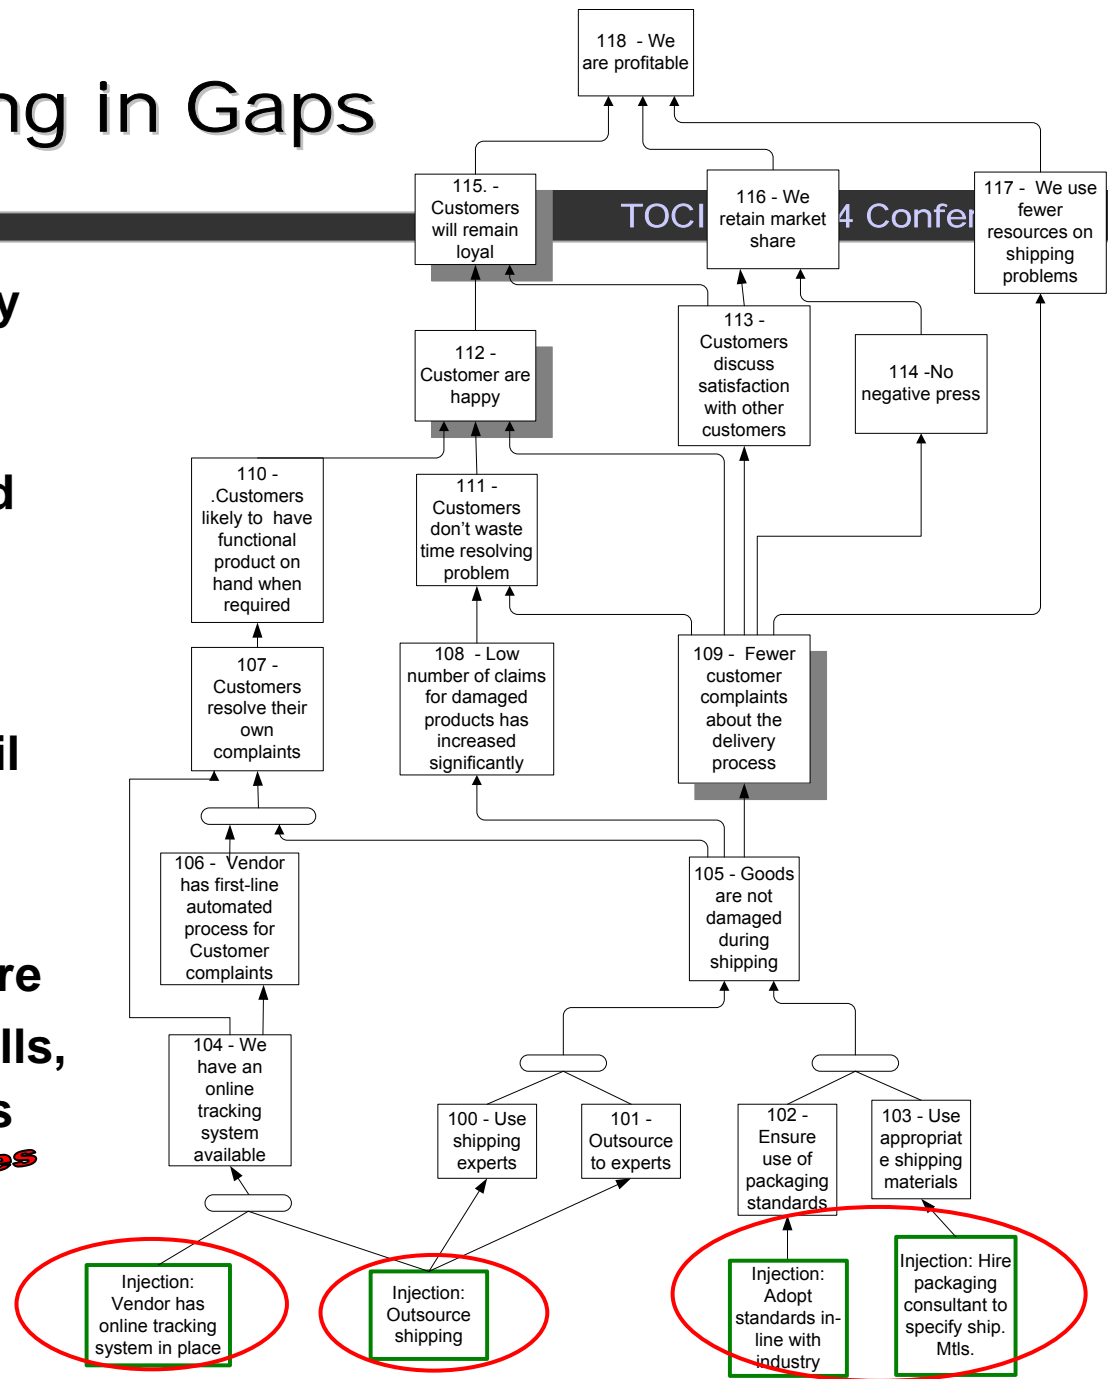 ng in Gaps
118 - We
are profitable
115. -
Customers
will remain
loyal
TOCI
116 - We
retain market
share
4 Confer
117 - We use
fewer
resources on
shipping
problems
y
112 -
Customer are
happy
113 -
Customers
discuss
satisfaction
with other
customers
114 -No
negative press
d
110 -
.Customers
likely to have
functional
product on
hand when
required
111 -
Customers
don't waste
time resolving
problem
107 -
Customers
resolve their
own
complaints
108 - Low
number of claims
for damaged
products has
increased
significantly
109 - Fewer
customer
complaints
about the
delivery
process
il
106 - Vendor
has first-line
automated
process for
Customer
complaints
105 - Goods
are not
damaged
during
shipping
re
lls,
s
es
104 - We
have an
online
tracking
system
available
100 - Use
shipping
experts
101 -
Outsource
to experts
102 -
Ensure
use of
packaging
standards
103 - Use
appropriat
e shipping
materials
Injection:
Vendor has
online tracking
system in place
Injection:
Outsource
shipping
Injection:
Adopt
standards in-
line with
industry
Injection: Hire
packaging
consultant to
specify ship.
Mtls.